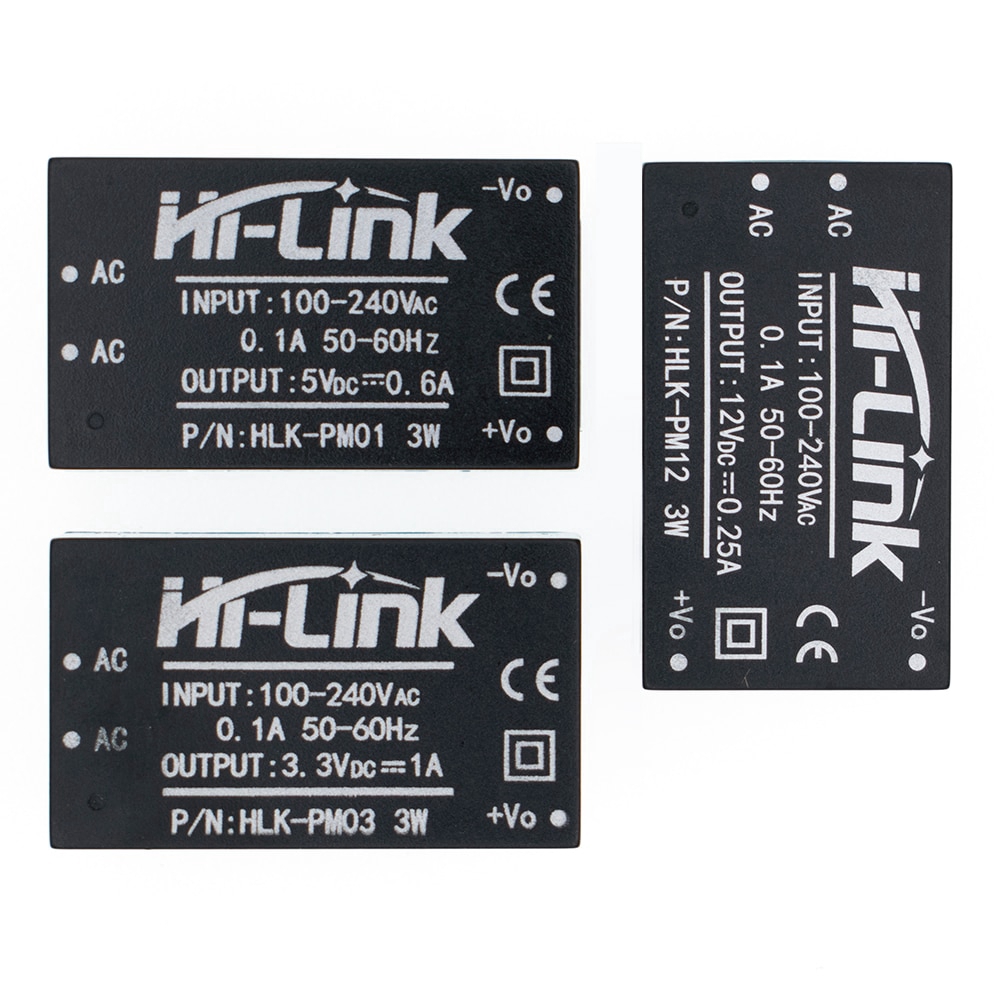 Hi-Link
-Vo
AC
INPUT:100-240VAC
AC
0.1A 50-60Hz
OUTPUT:5VDC⎓0.6A
+Vo
P/N:HLK-PM01 3W
CE
Hi-Link
-Vo
AC
INPUT:100-240VAC
AC
0.1A 50-60Hz
OUTPUT:3.3VDC⎓1A
+Vo
P/N:HLK-PM03 3W
CE
AC
AC
Hi-Link
INPUT:100-240VAC
0.1A 50-60Hz
OUTPUT:12VDC⎓0.25A
P/N:HLK-PM12 3W
CE
-Vo
+Vo